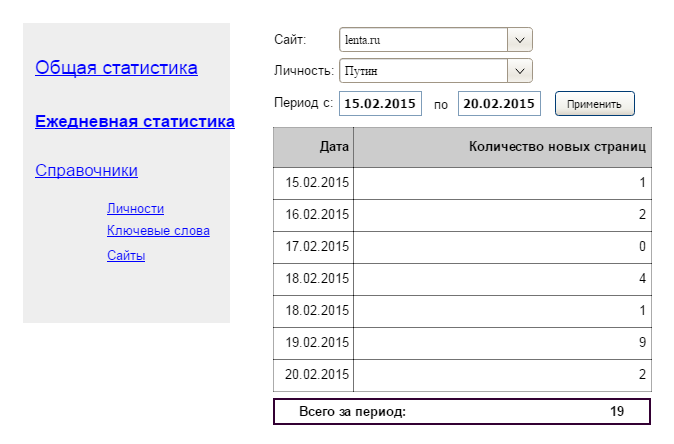 Общая статистика
Ежедневная статистика
Справочники
Личности
Ключевые слова
Сайты
Сайт: lenta.ru
Личность: Путин
Период с: 15.02.2015 по 20.02.2015 Применить
Дата Количество новых страниц
15.02.2015 1
16.02.2015 2
17.02.2015 0
18.02.2015 4
18.02.2015 1
19.02.2015 9
20.02.2015 2
Всего за период: 19